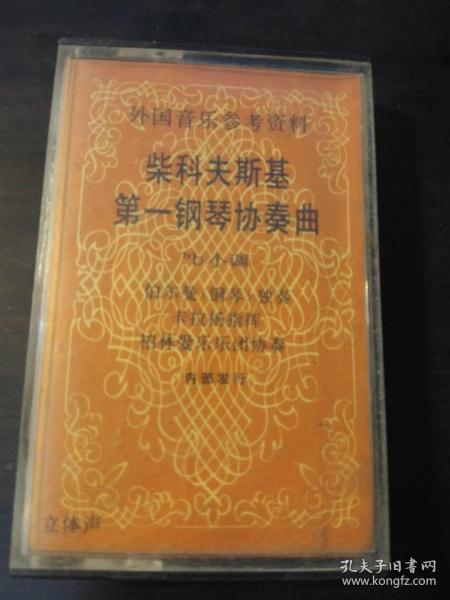 外国音乐参考资料
柴科夫斯基
第一钢琴协奏曲
♭b小调
伯尔曼(钢琴)独奏
卡拉扬指挥
柏林爱乐乐团协奏
内部发行
立体声
孔夫子旧书网
www.kongfz.com